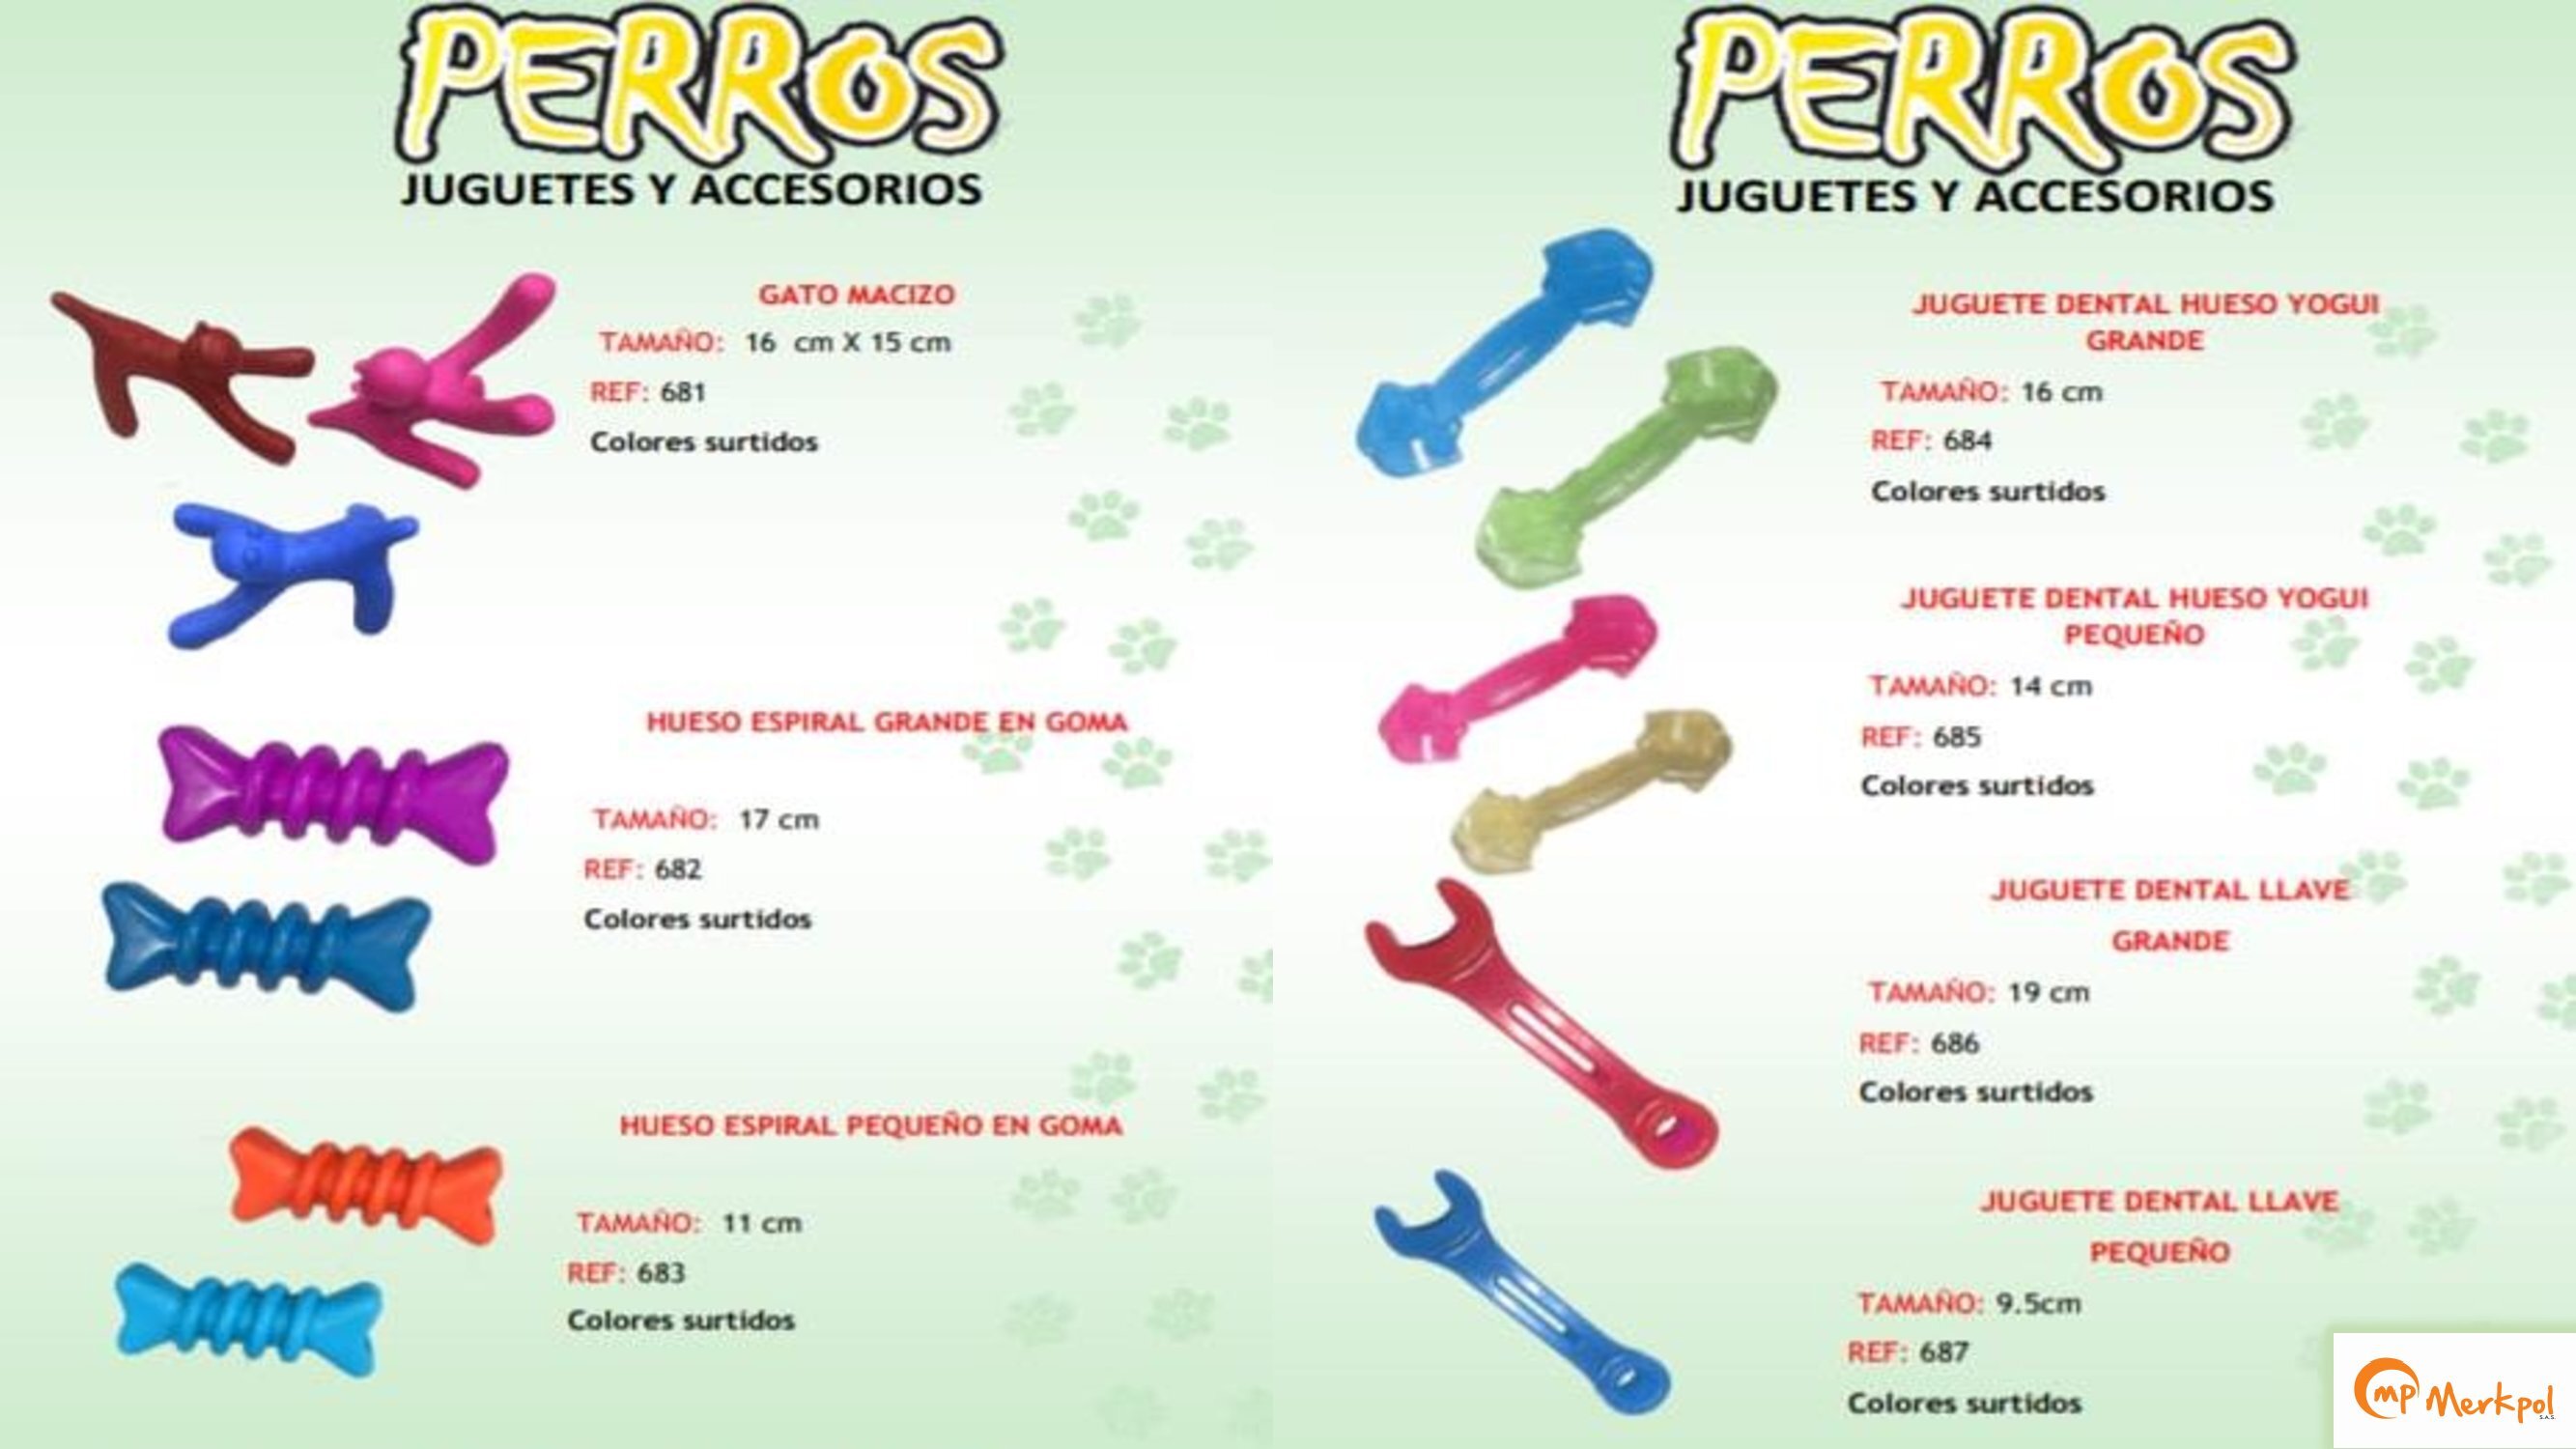 PERROS
JUGUETES Y ACCESORIOS
GATO MACIZO
TAMAÑO: 16 cm X 15 cm
REF: 681
Colores surtidos
HUESO ESPIRAL GRANDE EN GOMA
TAMAÑO: 17 cm
REF: 682
Colores surtidos
HUESO ESPIRAL PEQUEÑO EN GOMA
TAMAÑO: 11 cm
REF: 683
Colores surtidos
PERROS
JUGUETES Y ACCESORIOS
JUGUETE DENTAL HUESO YOGUI
GRANDE
TAMAÑO: 16 cm
REF: 684
Colores surtidos
JUGUETE DENTAL HUESO YOGUI
PEQUEÑO
TAMAÑO: 14 cm
REF: 685
Colores surtidos
JUGUETE DENTAL LLAVE
GRANDE
TAMAÑO: 19 cm
REF: 686
Colores surtidos
JUGUETE DENTAL LLAVE
PEQUEÑO
TAMAÑO: 9.5cm
REF: 687
Colores surtidos
mp Merkpol
S.A.S.